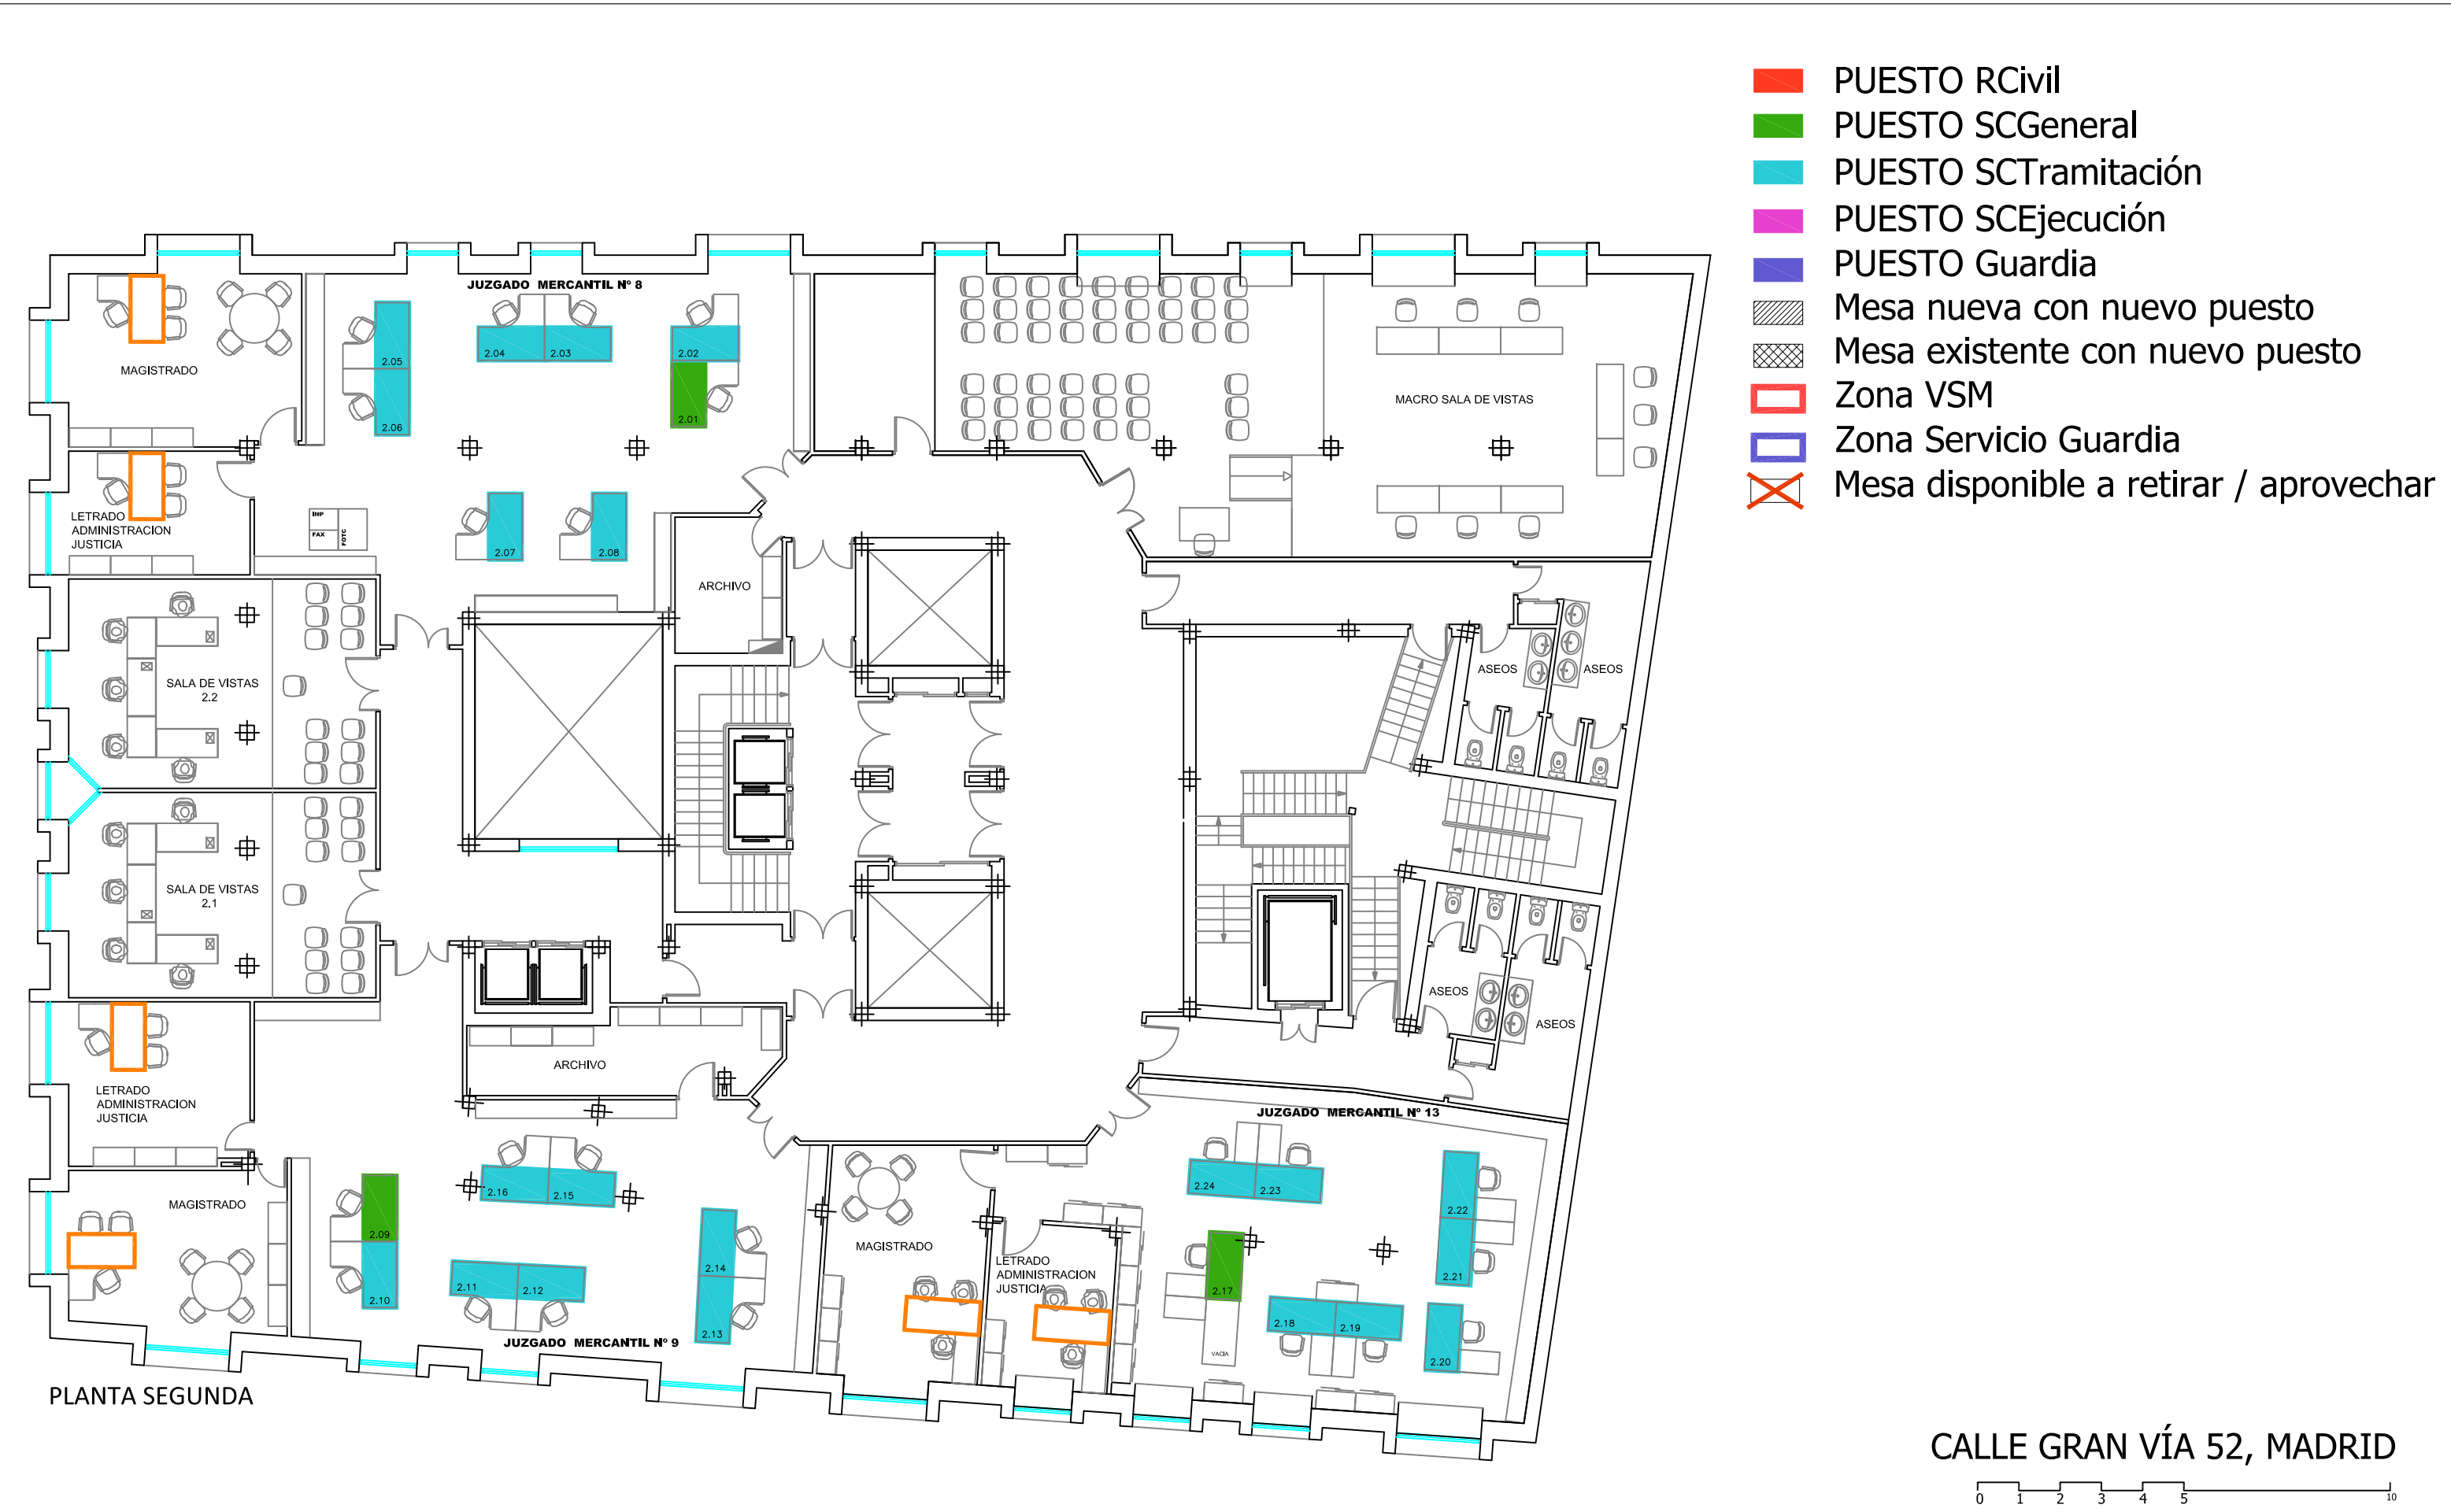 PUESTO RCivil
PUESTO SCGeneral
PUESTO SCTramitación
PUESTO SCEjecución
PUESTO Guardia
Mesa nueva con nuevo puesto
Mesa existente con nuevo puesto
Zona VSM
Zona Servicio Guardia
Mesa disponible a retirar / aprovechar
JUZGADO MERCANTIL Nº 8
2.05
2.04
2.03
2.02
MAGISTRADO
MACRO SALA DE VISTAS
2.06
2.01
LETRADO
ADMINISTRACION
JUSTICIA
IMP
FAX
FOTC
2.07
2.08
ARCHIVO
ASEOS
ASEOS
SALA DE VISTAS
2.2
SALA DE VISTAS
2.1
ASEOS
ASEOS
ARCHIVO
LETRADO
ADMINISTRACION
JUSTICIA
JUZGADO MERCANTIL Nº 13
MAGISTRADO
2.16
2.15
2.24
2.23
2.22
2.09
2.10
2.11
2.12
2.14
2.13
MAGISTRADO
LETRADO
ADMINISTRACION
JUSTICIA
2.17
2.21
2.18
2.19
2.20
VACIA
JUZGADO MERCANTIL Nº 9
PLANTA SEGUNDA
CALLE GRAN VÍA 52, MADRID
0 1 2 3 4 5 10